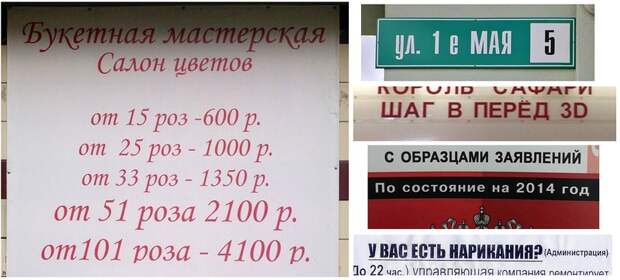 Букетная мастерская
Салон цветов
от 15 роз -600 р.
от 25 роз - 1000 р.
от 33 роз - 1350 р.
от 51 роза 2100 р.
от101 роза - 4100 р.
ул. 1 е МАЯ 5
КОРОЛЬ САФАРИ
ШАГ В ПЕРЁД 3D
С ОБРАЗЦАМИ ЗАЯВЛЕНИЙ
По состояние на 2014 год
У ВАС ЕСТЬ НАРИКАНИЯ? (Администрация)
До 22 час.) управляющая компания ремонтирует